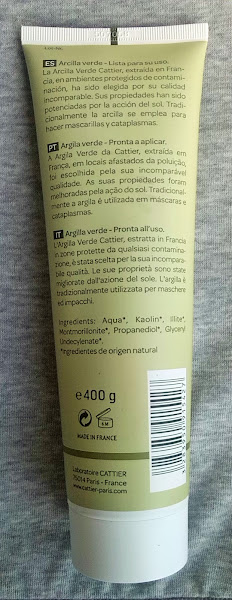 ES Arcilla verde - Lista para su uso.
La Arcilla Verde Cattier, extraída en Fran-
cia, en ambientes protegidos de contami-
nación, ha sido elegida por su calidad
incomparable. Sus propiedades han sido
potenciadas por la acción del sol. Tradi-
cionalmente la arcilla se emplea para
hacer mascarillas y cataplasmas.
PT Argila verde - Pronta a aplicar.
A Argila Verde da Cattier, extraída em
França, em locais afastados da poluição,
foi escolhida pela sua incomparável
qualidade. As suas propriedades foram
melhoradas pela ação do sol. Tradicional-
mente a argila é utilizada em máscaras e
cataplasmas.
IT Argilla verde - Pronta all'uso.
L'Argilla Verde Cattier, estratta in Francia
in zone protette da qualsiasi contamina-
zione, è stata scelta per la sua incompara-
bile qualità. Le sue proprietà sono state
migliorate dall'azione del sole. L'argilla è
tradizionalmente utilizzata per maschere
ed impacchi.
Ingredients: Aqua*, Kaolin*, Illite*,
Montmorillonite*, Propanediol*, Glyceryl
Undecylenate*.
*ingredientes de origen natural
e 400 g
6 M
MADE IN FRANCE
Laboratoire CATTIER
75014 Paris - France
www.cattier-paris.com